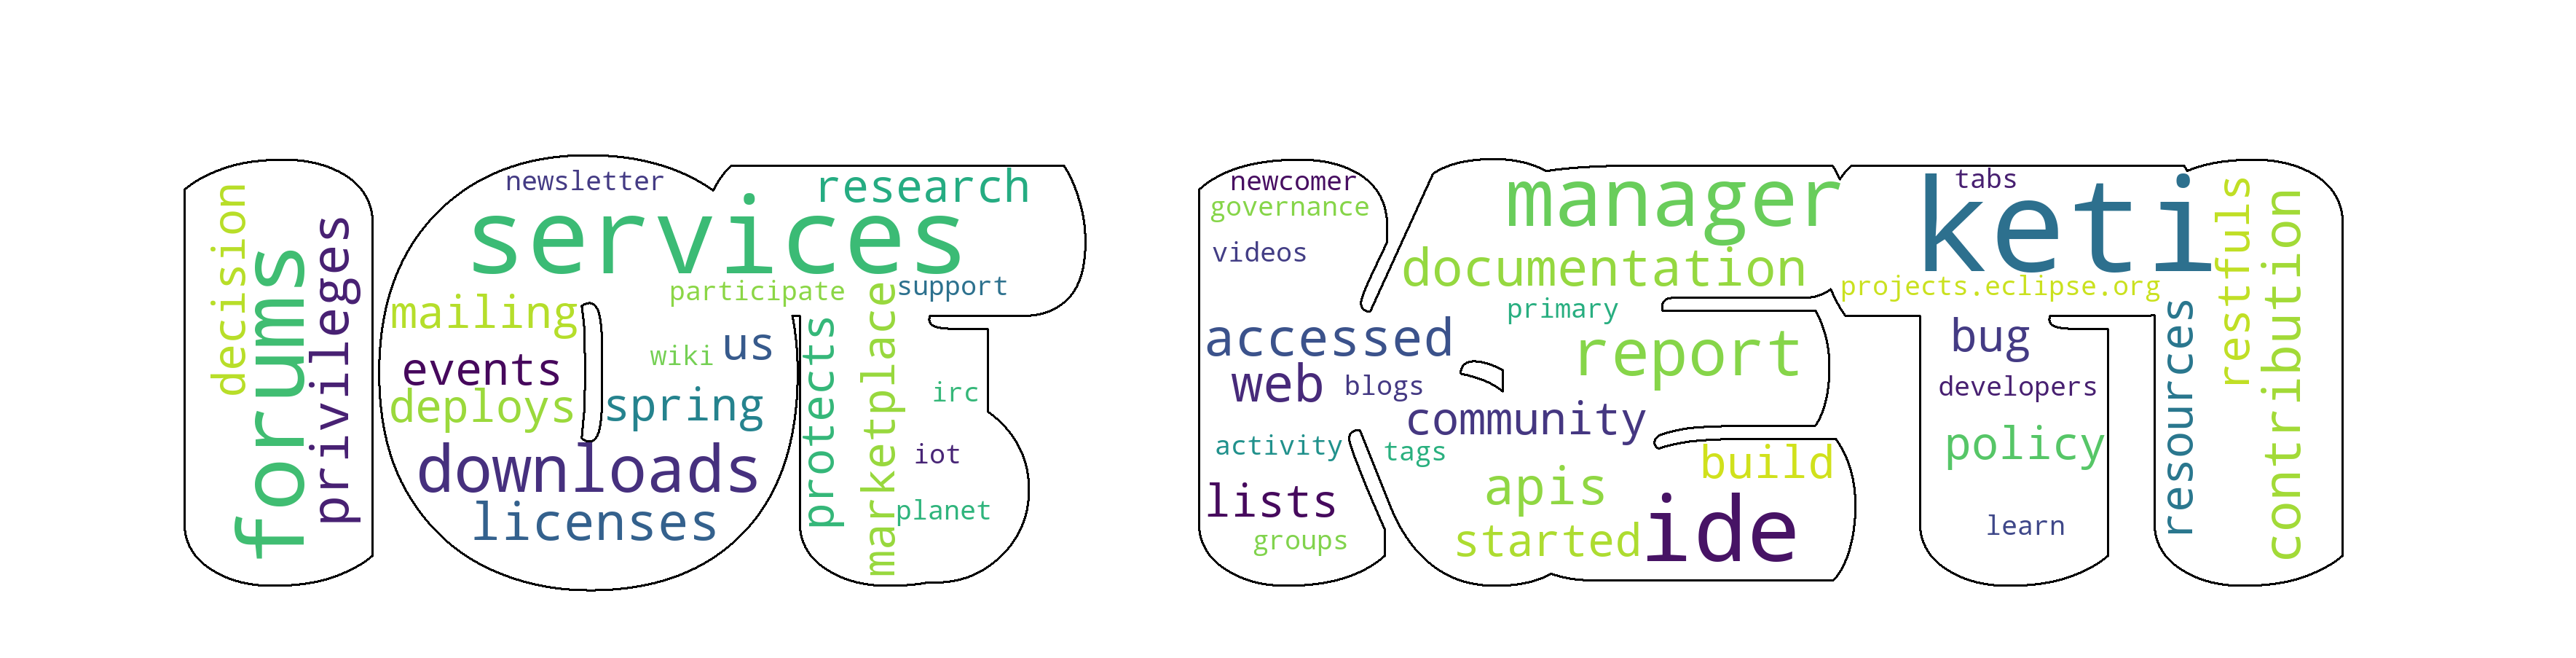 decision
forums
privileges
newsletter
services
research
mailing
participate
support
events
wiki
us
deploys
spring
downloads
licenses
protects
marketplace
irc
iot
planet
newcomer
governance
videos
manager
documentation
primary
accessed
web
blogs
report
community
activity
tags
lists
groups
apis
build
started
ide
tabs
keti
projects.eclipse.org
bug
developers
policy
learn
resources
restfuls
contribution